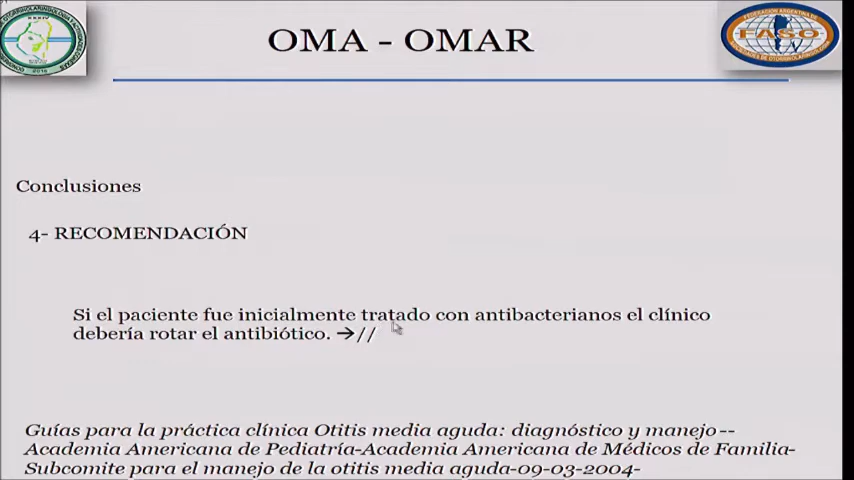 OMA - OMAR
FASO
Conclusiones
4- RECOMENDACIÓN
Si el paciente fue inicialmente tratado con antibacterianos el clínico
debería rotar el antibiótico. →//
Guías para la práctica clínica Otitis media aguda: diagnóstico y manejo--
Academia Americana de Pediatría-Academia Americana de Médicos de Familia-
Subcomite para el manejo de la otitis media aguda-09-03-2004-